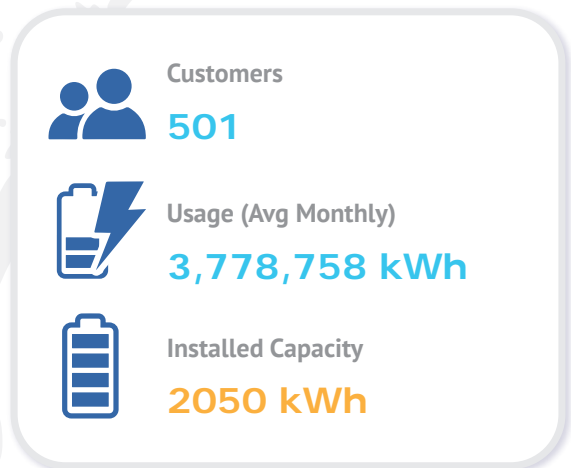 Customers
501
Usage (Avg Monthly)
3,778,758 kWh
Installed Capacity
2050 kWh